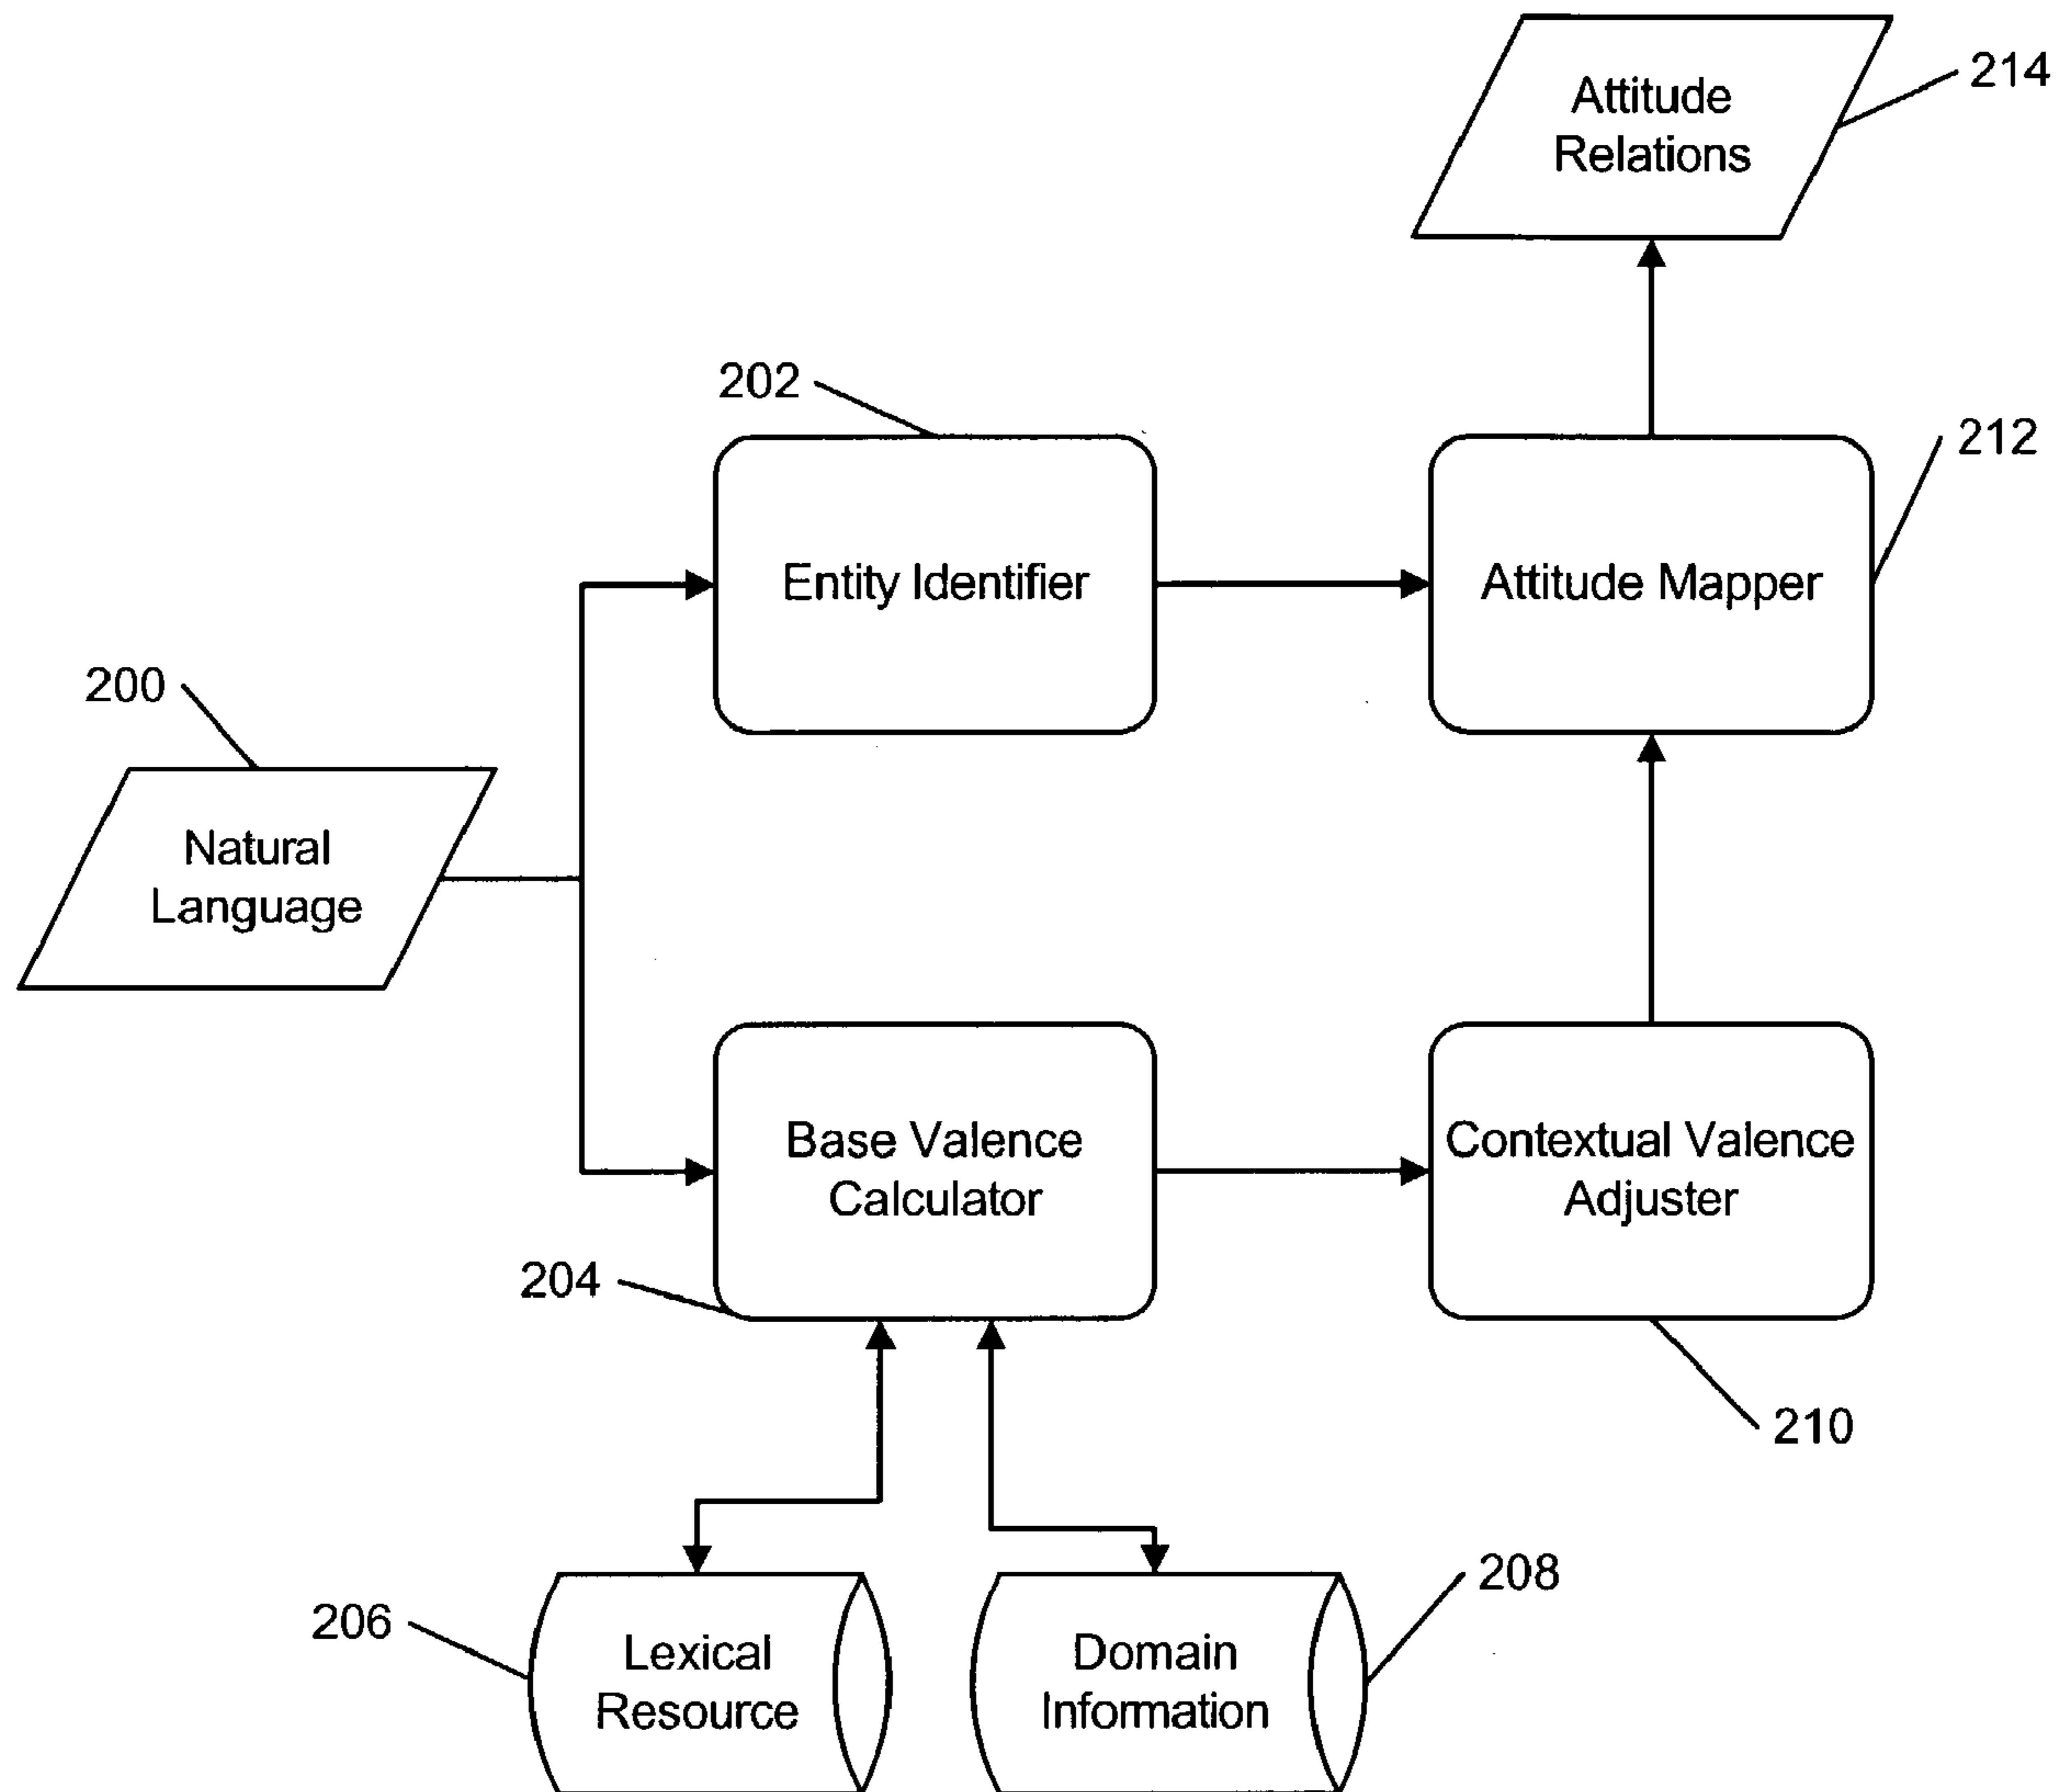 214
Attitude
Relations
202
212
Entity Identifier
Attitude Mapper
200
Natural
Language
Base Valence
Calculator
Contextual Valence
Adjuster
204
210
206
Lexical
Resource
Domain
Information
208